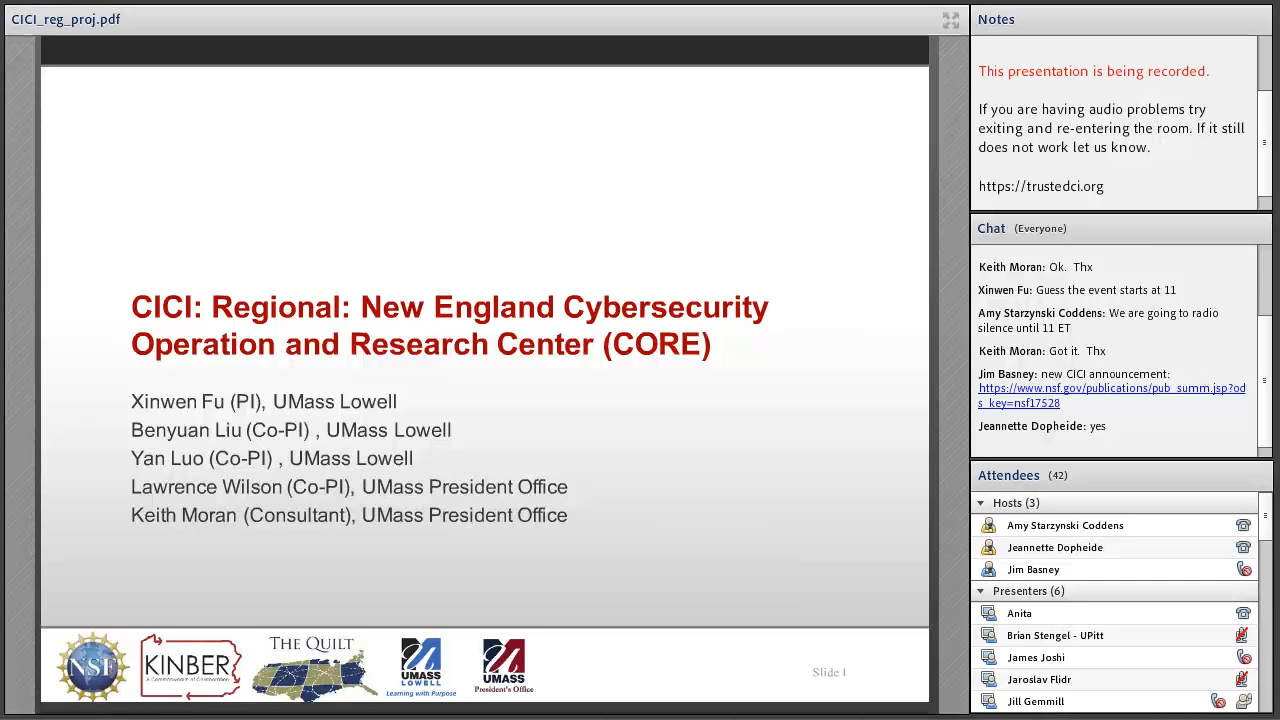 CICI_reg_proj.pdf
CICI: Regional: New England Cybersecurity
Operation and Research Center (CORE)
Xinwen Fu (PI), UMass Lowell
Benyuan Liu (Co-PI) , UMass Lowell
Yan Luo (Co-PI) , UMass Lowell
Lawrence Wilson (Co-PI), UMass President Office
Keith Moran (Consultant), UMass President Office
NSF
KINBER
A Commonwealth of Collaboration
THE QUILT
UMASS
LOWELL
Learning with Purpose
UMASS
President's Office
Slide 1
Notes
This presentation is being recorded.
If you are having audio problems try
exiting and re-entering the room. If it still
does not work let us know.
https://trustedci.org
Chat (Everyone)
Keith Moran: Ok. Thx
Xinwen Fu: Guess the event starts at 11
Amy Starzynski Coddens: We are going to radio
silence until 11 ET
Keith Moran: Got it. Thx
Jim Basney: new CICI announcement:
https://www.nsf.gov/publications/pub_summ.jsp?od
s_key=nsf17528
Jeannette Dopheide: yes
Attendees (42)
Hosts (3)
Amy Starzynski Coddens
Jeannette Dopheide
Jim Basney
Presenters (6)
Anita
Brian Stengel - UPitt
James Joshi
Jaroslav Flidr
Jill Gemmill